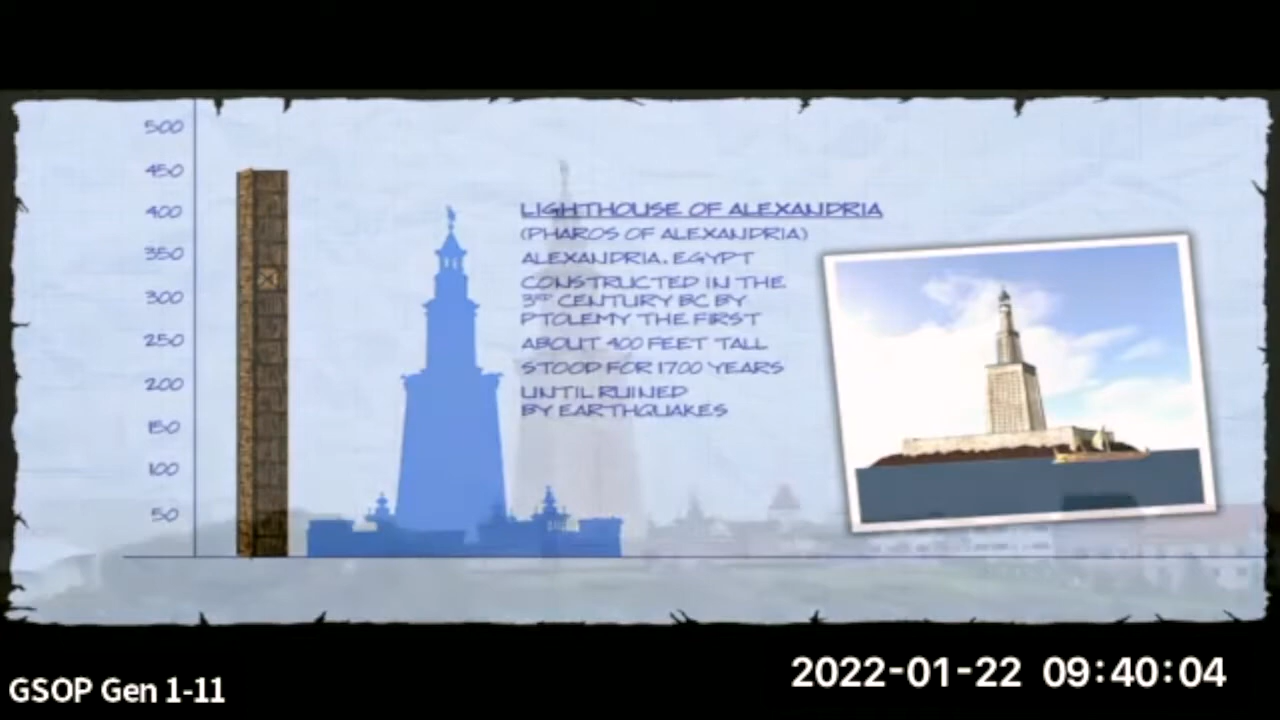 500
450
400
350
300
250
200
150
100
50
LIGHTHOUSE OF ALEXANDRIA
(PHAROS OF ALEXANDRIA)
ALEXANDRIA, EGYPT
CONSTRUCTED IN THE
3RD CENTURY BC BY
PTOLEMY THE FIRST
ABOUT 400 FEET TALL
STOOD FOR 1700 YEARS
UNTIL RUINED
BY EARTHQUAKES
GSOP Gen 1-11
2022-01-22 09:40:04